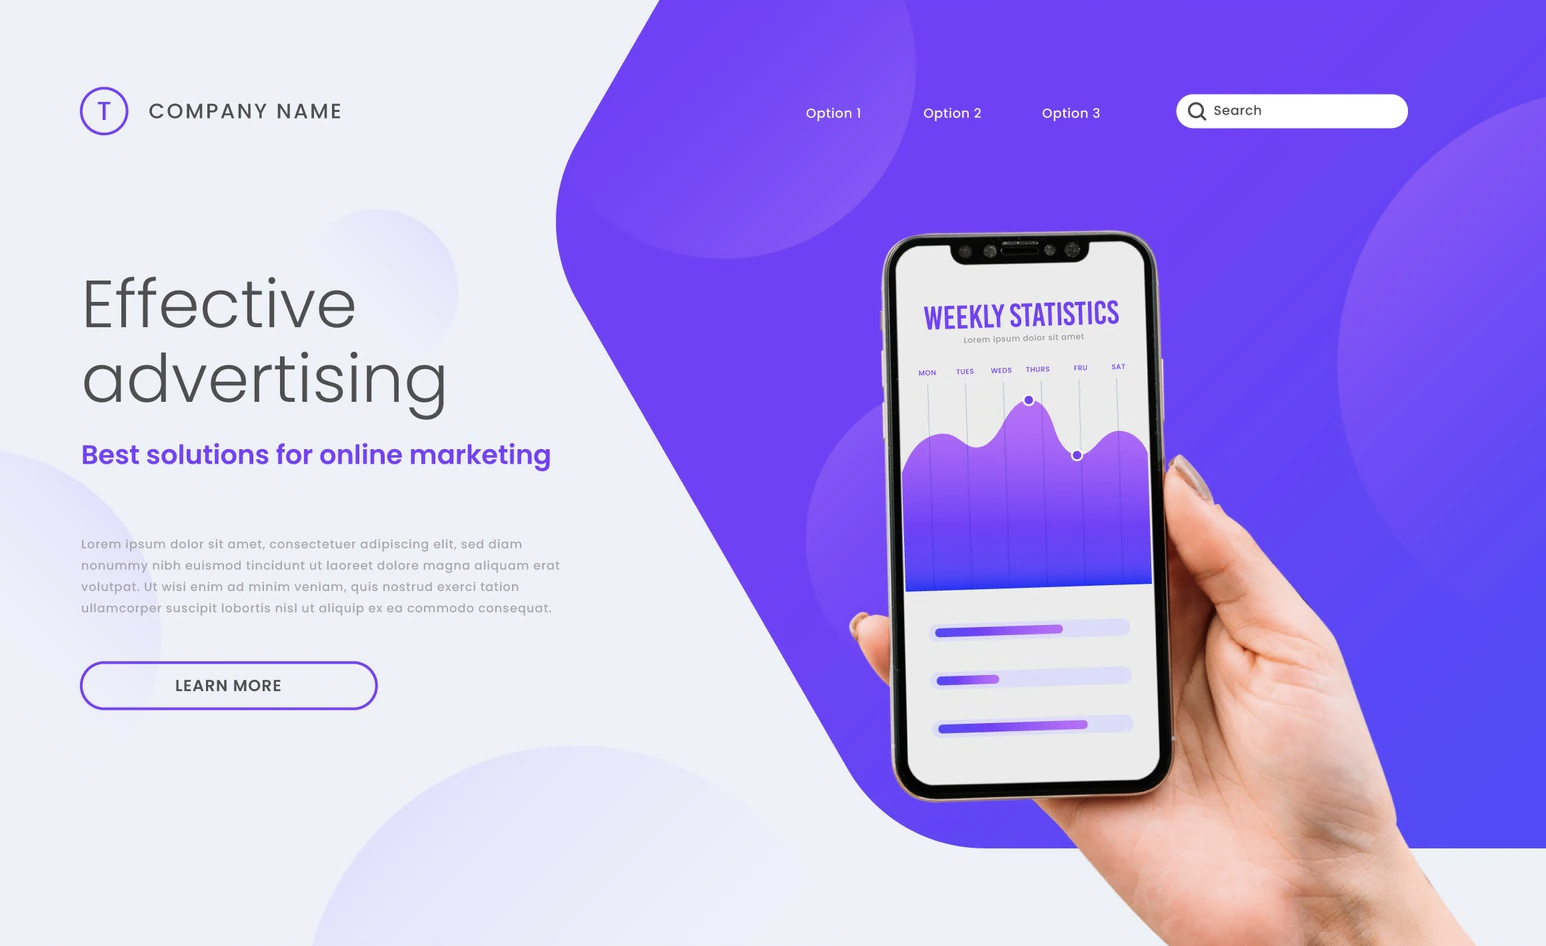 T
COMPANY NAME
Option 1
Option 2
Option 3
Search
Effective
advertising
Best solutions for online marketing
Lorem ipsum dolor sit amet, consectetuer adipiscing elit, sed diam
nonummy nibh euismod tincidunt ut laoreet dolore magna aliquam erat
volutpat. Ut wisi enim ad minim veniam, quis nostrud exerci tation
ullamcorper suscipit lobortis nisl ut aliquip ex ea commodo consequat.
LEARN MORE
WEEKLY STATISTICS
Lorem ipsum dolor sit amet
MON TUES WEDS THURS FRU SAT